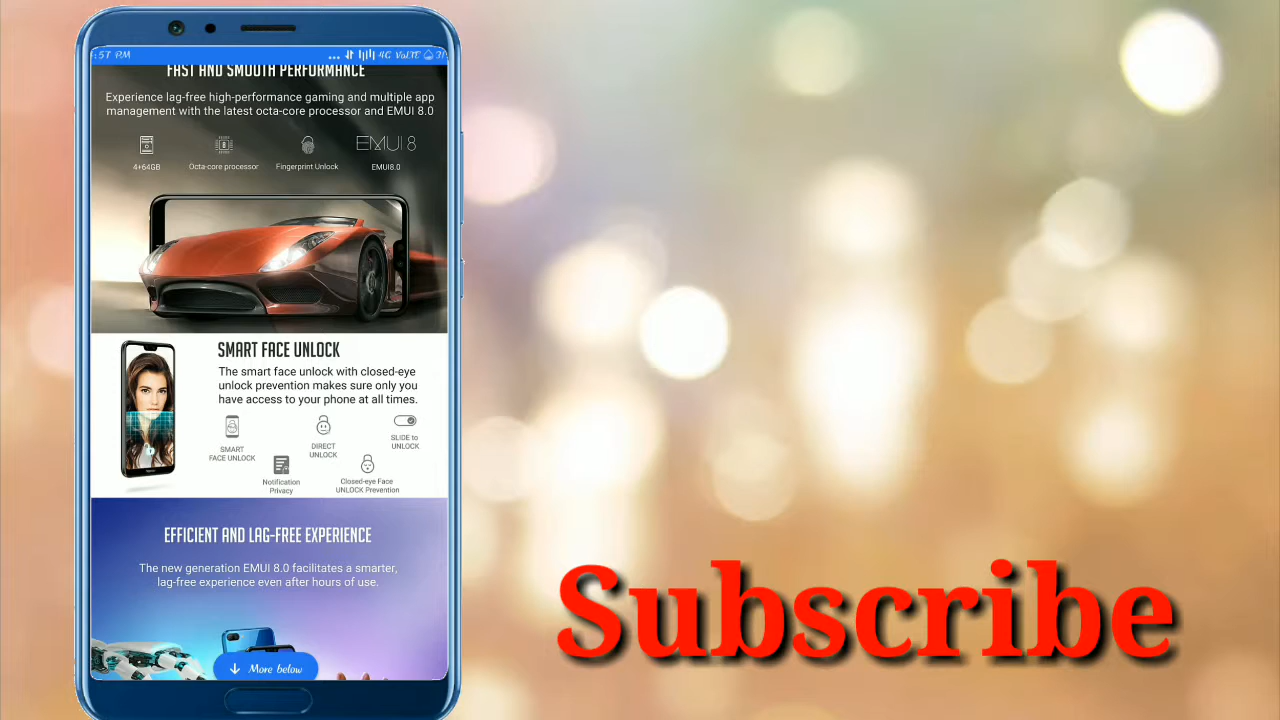 :57 PM
4G VoLTE 31
FAST AND SMOOTH PERFORMANCE
Experience lag-free high-performance gaming and multiple app
management with the latest octa-core processor and EMUI 8.0
EMUI 8
4+64GB
Octa-core processor
Fingerprint Unlock
EMUI8.0
SMART FACE UNLOCK
The smart face unlock with closed-eye
unlock prevention makes sure only you
have access to your phone at all times.
SMART
FACE UNLOCK
DIRECT
UNLOCK
SLIDE to
UNLOCK
Notification
Privacy
Closed-eye Face
UNLOCK Prevention
EFFICIENT AND LAG-FREE EXPERIENCE
The new generation EMUI 8.0 facilitates a smarter,
lag-free experience even after hours of use.
More below
Subscribe